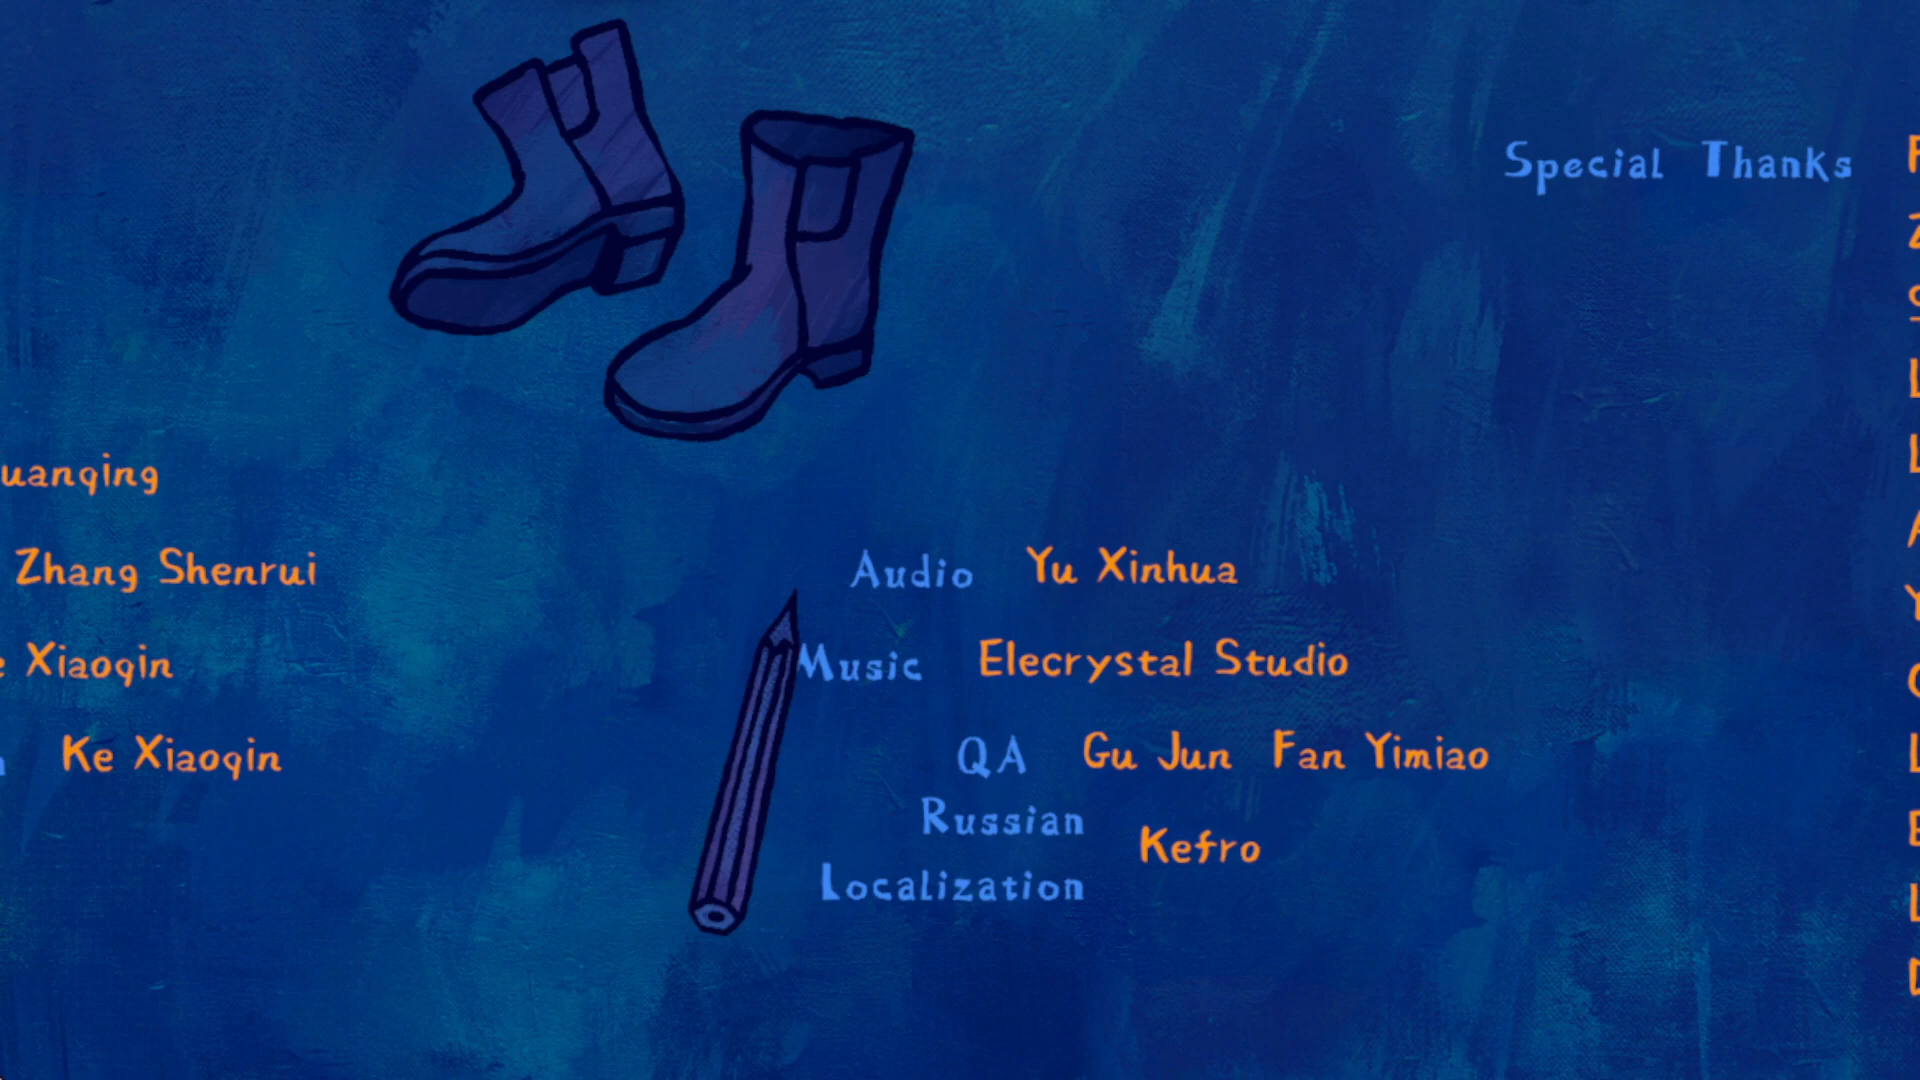 Special Thanks
Zhang Shenrui
Xiaoqin
Ke Xiaoqin
Audio Yu Xinhua
Music Elecrystal Studio
QA Gu Jun Fan Yimiao
Russian Localization Kefro